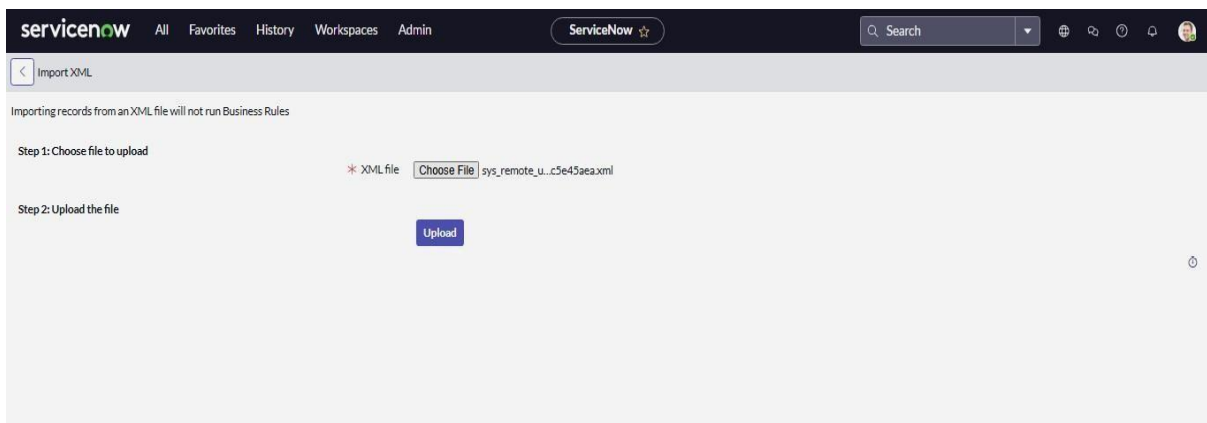 servicenow All Favorites History Workspaces Admin ServiceNow Search
Import XML
Importing records from an XML file will not run Business Rules
Step 1: Choose file to upload
XML file Choose File sys_remote_u...c5e45aea.xml
Step 2: Upload the file
Upload